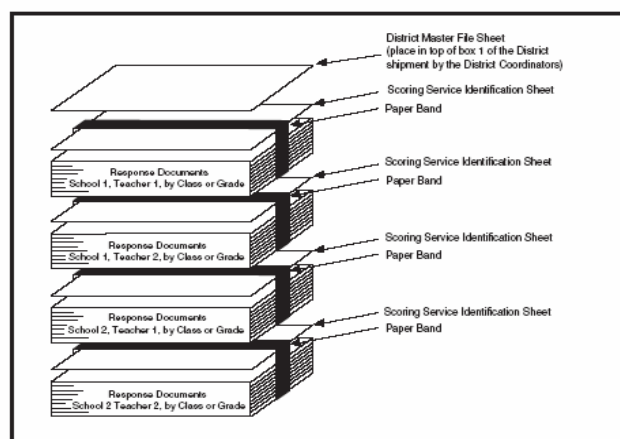 District Master File Sheet
(place in top of box 1 of the District
shipment by the District Coordinators)
Scoring Service Identification Sheet
Paper Band
Response Documents
School 1, Teacher 1, by Class or Grade
Scoring Service Identification Sheet
Paper Band
Response Documents
School 1, Teacher 2, by Class or Grade
Scoring Service Identification Sheet
Paper Band
Response Documents
School 2, Teacher 1, by Class or Grade
Scoring Service Identification Sheet
Paper Band
Response Documents
School 2 Teacher 2, by Class or Grade